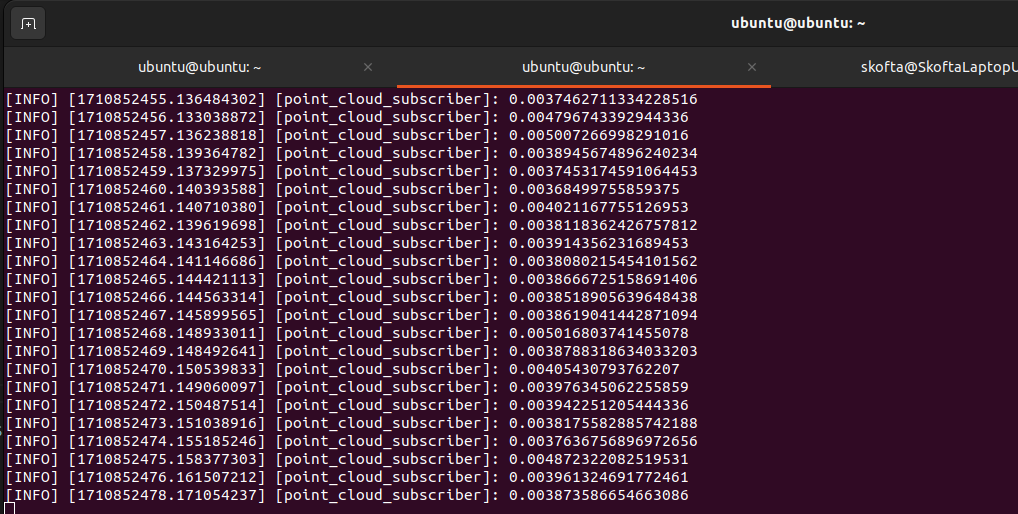 ubuntu@ubuntu: ~
ubuntu@ubuntu: ~ × ubuntu@ubuntu: ~ × skofta@SkoftaLaptopU
[INFO] [1710852455.136484302] [point_cloud_subscriber]: 0.0037462711334228516
[INFO] [1710852456.133038872] [point_cloud_subscriber]: 0.004796743392944336
[INFO] [1710852457.136238818] [point_cloud_subscriber]: 0.005007266998291016
[INFO] [1710852458.139364782] [point_cloud_subscriber]: 0.0038945674896240234
[INFO] [1710852459.137329975] [point_cloud_subscriber]: 0.0037453174591064453
[INFO] [1710852460.140393588] [point_cloud_subscriber]: 0.00368499755859375
[INFO] [1710852461.140710380] [point_cloud_subscriber]: 0.004021167755126953
[INFO] [1710852462.139619698] [point_cloud_subscriber]: 0.0038118362426757812
[INFO] [1710852463.143164253] [point_cloud_subscriber]: 0.003914356231689453
[INFO] [1710852464.141146686] [point_cloud_subscriber]: 0.0038080215454101562
[INFO] [1710852465.144421113] [point_cloud_subscriber]: 0.0038666725158691406
[INFO] [1710852466.144563314] [point_cloud_subscriber]: 0.0038518905639648438
[INFO] [1710852467.145899565] [point_cloud_subscriber]: 0.0038619041442871094
[INFO] [1710852468.148933011] [point_cloud_subscriber]: 0.005016803741455078
[INFO] [1710852469.148492641] [point_cloud_subscriber]: 0.0038788318634033203
[INFO] [1710852470.150539833] [point_cloud_subscriber]: 0.00405430793762207
[INFO] [1710852471.149060097] [point_cloud_subscriber]: 0.003976345062255859
[INFO] [1710852472.150487514] [point_cloud_subscriber]: 0.003942251205444336
[INFO] [1710852473.151038916] [point_cloud_subscriber]: 0.0038175582885742188
[INFO] [1710852474.155185246] [point_cloud_subscriber]: 0.0037636756896972656
[INFO] [1710852475.158377303] [point_cloud_subscriber]: 0.004872322082519531
[INFO] [1710852476.161507212] [point_cloud_subscriber]: 0.003961324691772461
[INFO] [1710852478.171054237] [point_cloud_subscriber]: 0.003873586654663086